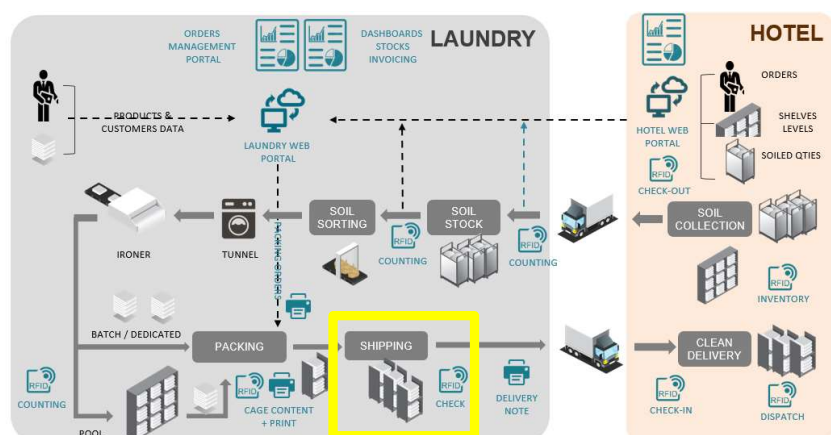 LAUNDRY
HOTEL
ORDERS
MANAGEMENT
PORTAL
DASHBOARDS
STOCKS
INVOICING
PRODUCTS &
CUSTOMERS DATA
LAUNDRY WEB
PORTAL
HOTEL WEB
PORTAL
ORDERS
SHELVES
LEVELS
SOILED QTIES
RFID
CHECK-OUT
IRONER
TUNNEL
SOIL
SORTING
SOIL
STOCK
RFID
COUNTING
RFID
COUNTING
SOIL
COLLECTION
RFID
INVENTORY
PACKING ORDERS
BATCH / DEDICATED
PACKING
SHIPPING
CLEAN
DELIVERY
RFID
COUNTING
POOL
RFID
CAGE CONTENT
+ PRINT
RFID
CHECK
DELIVERY
NOTE
RFID
CHECK-IN
RFID
DISPATCH